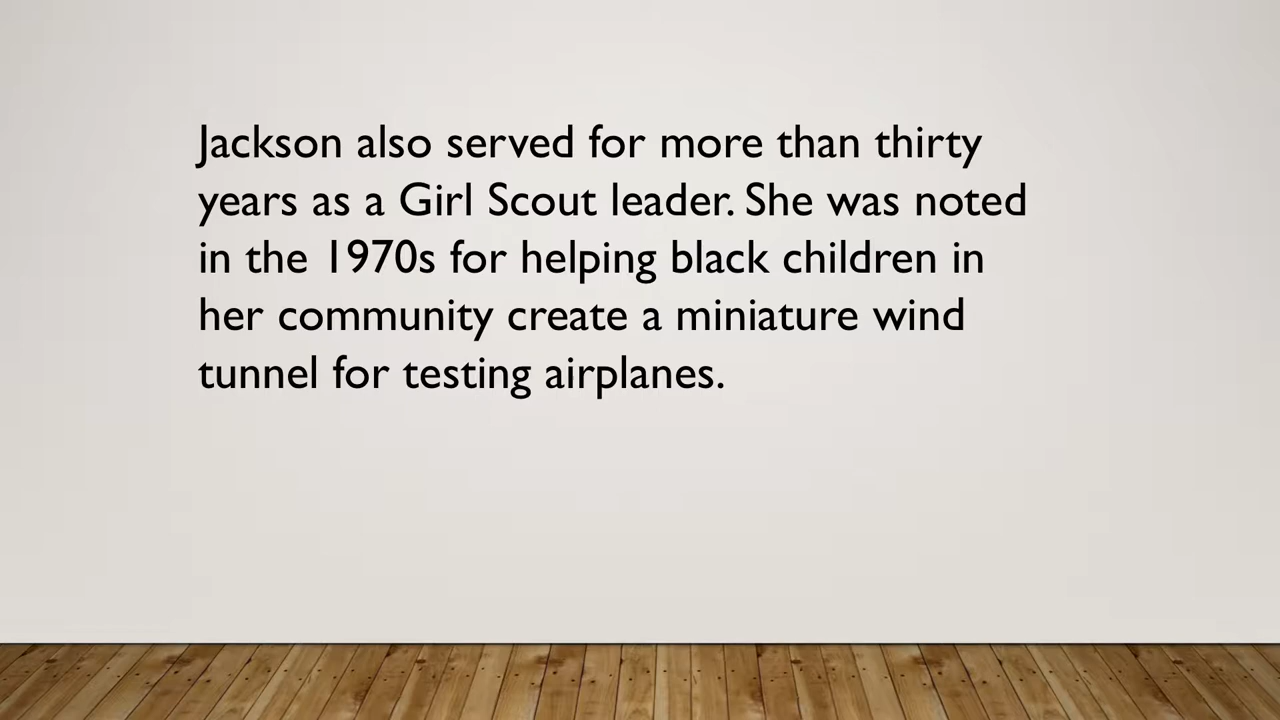 Jackson also served for more than thirty
years as a Girl Scout leader. She was noted
in the 1970s for helping black children in
her community create a miniature wind
tunnel for testing airplanes.